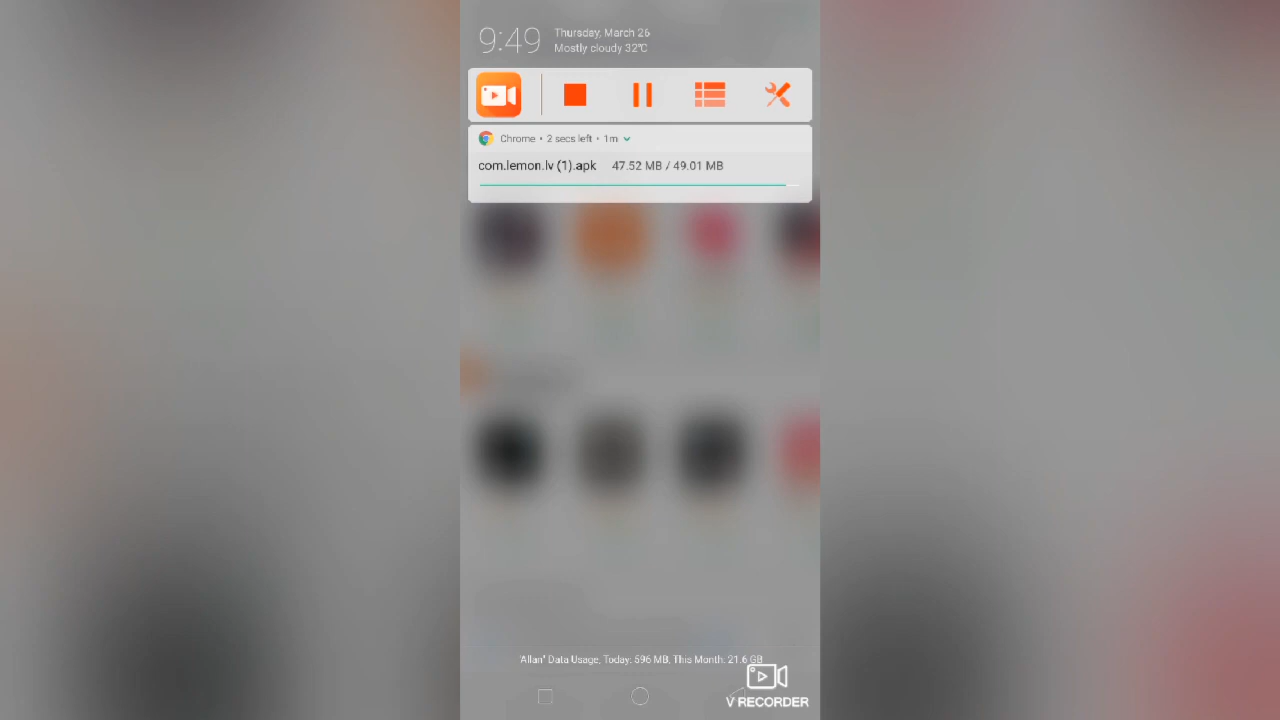 9:49
Thursday, March 26
Mostly cloudy 32℃
Chrome • 2 secs left • 1m
com.lemon.lv (1).apk 47.52 MB / 49.01 MB
"Allan" Data Usage, Today: 596 MB, This Month: 21.6 GB
V RECORDER